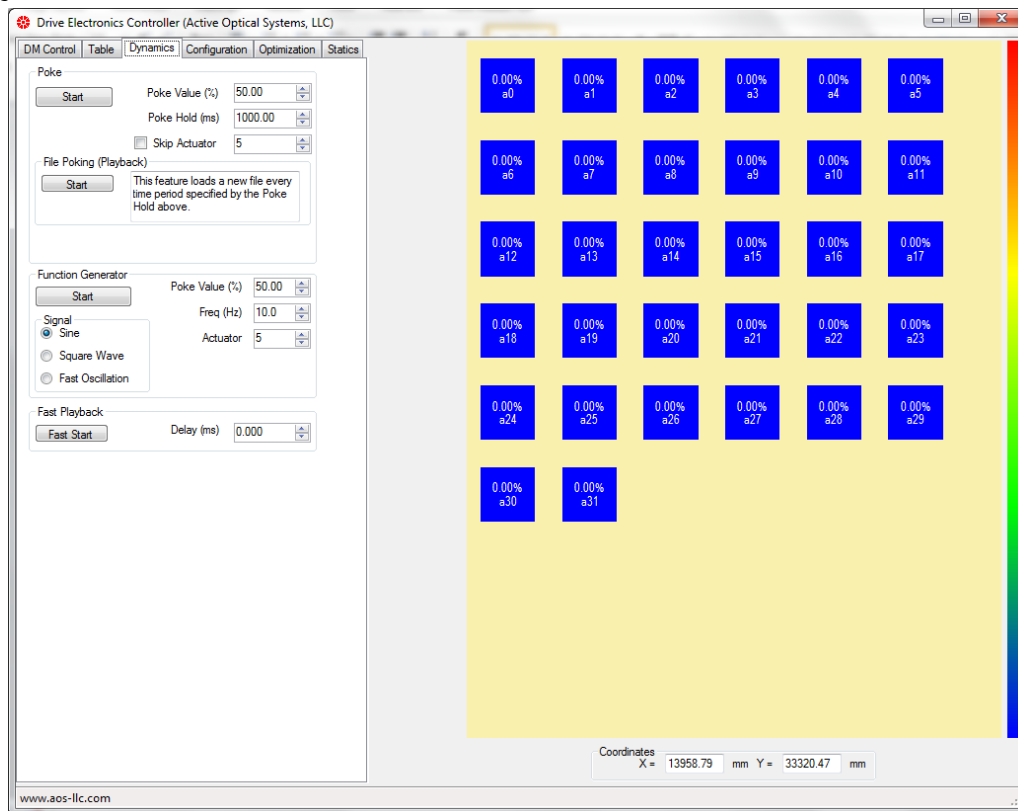 Drive Electronics Controller (Active Optical Systems, LLC)
DM Control Table Dynamics Configuration Optimization Statics
Poke
Start
Poke Value (%) 50.00
Poke Hold (ms) 1000.00
Skip Actuator 5
File Poking (Playback)
Start
This feature loads a new file every
time period specified by the Poke
Hold above.
Function Generator
Start
Poke Value (%) 50.00
Freq (Hz) 10.0
Actuator 5
Signal
Sine
Square Wave
Fast Oscillation
Fast Playback
Fast Start
Delay (ms) 0.000
0.00% 0.00% 0.00% 0.00% 0.00% 0.00%
a0 a1 a2 a3 a4 a5
0.00% 0.00% 0.00% 0.00% 0.00% 0.00%
a6 a7 a8 a9 a10 a11
0.00% 0.00% 0.00% 0.00% 0.00% 0.00%
a12 a13 a14 a15 a16 a17
0.00% 0.00% 0.00% 0.00% 0.00% 0.00%
a18 a19 a20 a21 a22 a23
0.00% 0.00% 0.00% 0.00% 0.00% 0.00%
a24 a25 a26 a27 a28 a29
0.00% 0.00%
a30 a31
Coordinates
X = 13958.79 mm Y = 33320.47 mm
www.aos-llc.com